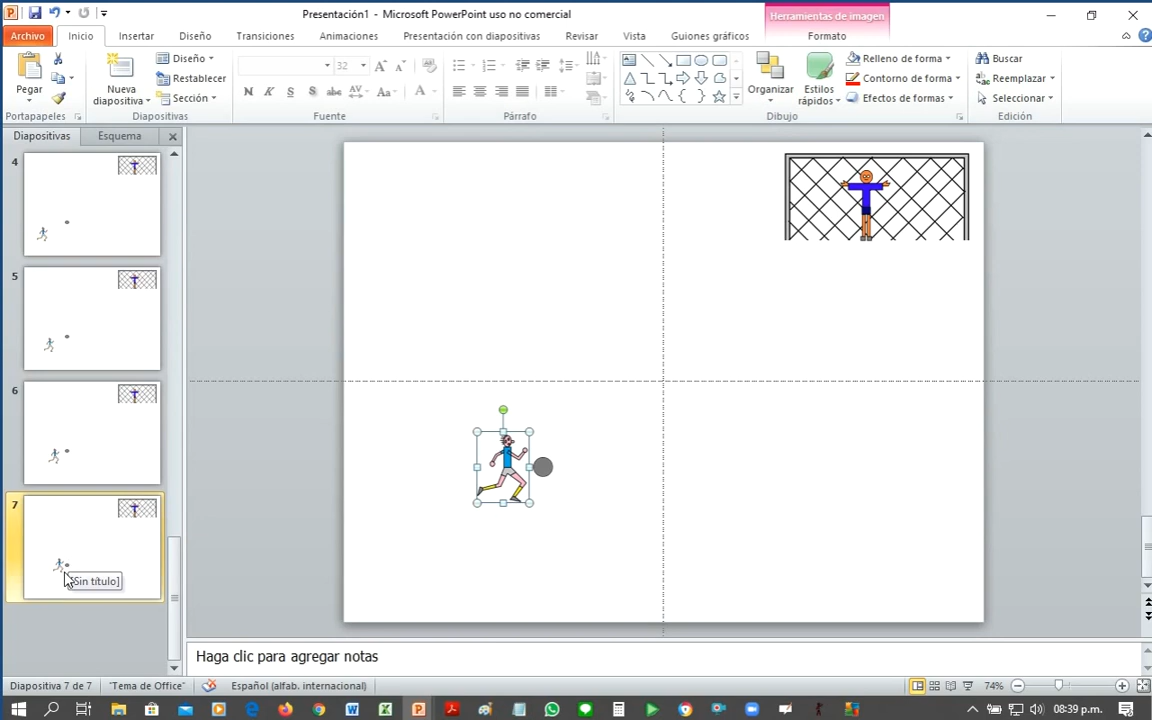 Presentación1 - Microsoft PowerPoint uso no comercial
Herramientas de imagen
Archivo Inicio Insertar Diseño Transiciones Animaciones Presentación con diapositivas Revisar Vista Guiones gráficos Formato
Pegar
Portapapeles
Nueva diapositiva
Diseño
Restablecer
Sección
Diapositivas
32
N K S S abc AV Aa A
Fuente
Párrafo
Organizar
Estilos rápidos
Relleno de forma
Contorno de forma
Efectos de formas
Dibujo
Buscar
Reemplazar
Seleccionar
Edición
Diapositivas Esquema
4
5
6
7
[Sin título]
Haga clic para agregar notas
Diapositiva 7 de 7 "Tema de Office" Español (alfab. internacional) 74%
08:39 p.m.